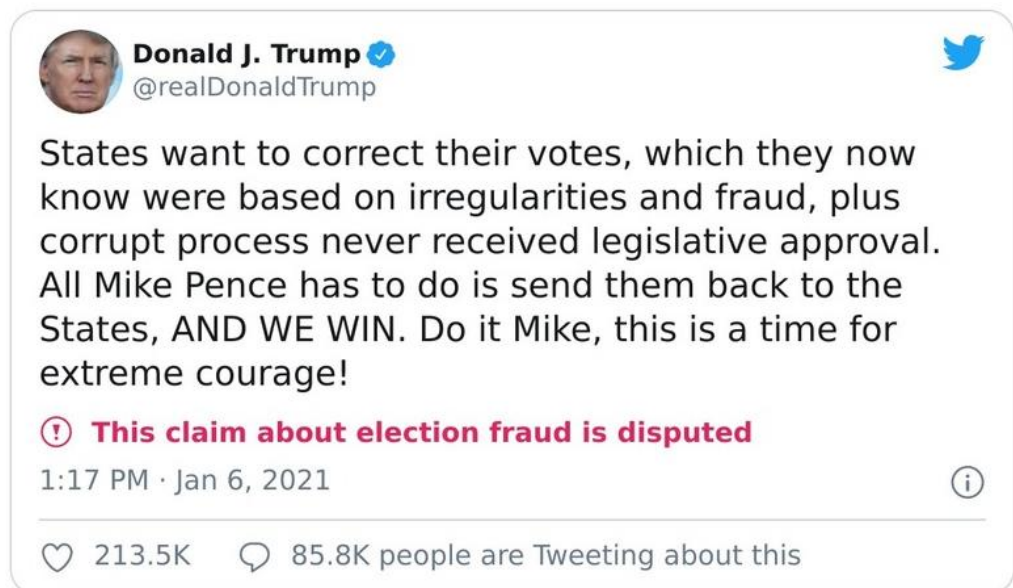 Donald J. Trump
@realDonaldTrump
States want to correct their votes, which they now
know were based on irregularities and fraud, plus
corrupt process never received legislative approval.
All Mike Pence has to do is send them back to the
States, AND WE WIN. Do it Mike, this is a time for
extreme courage!
This claim about election fraud is disputed
1:17 PM · Jan 6, 2021
213.5K 85.8K people are Tweeting about this